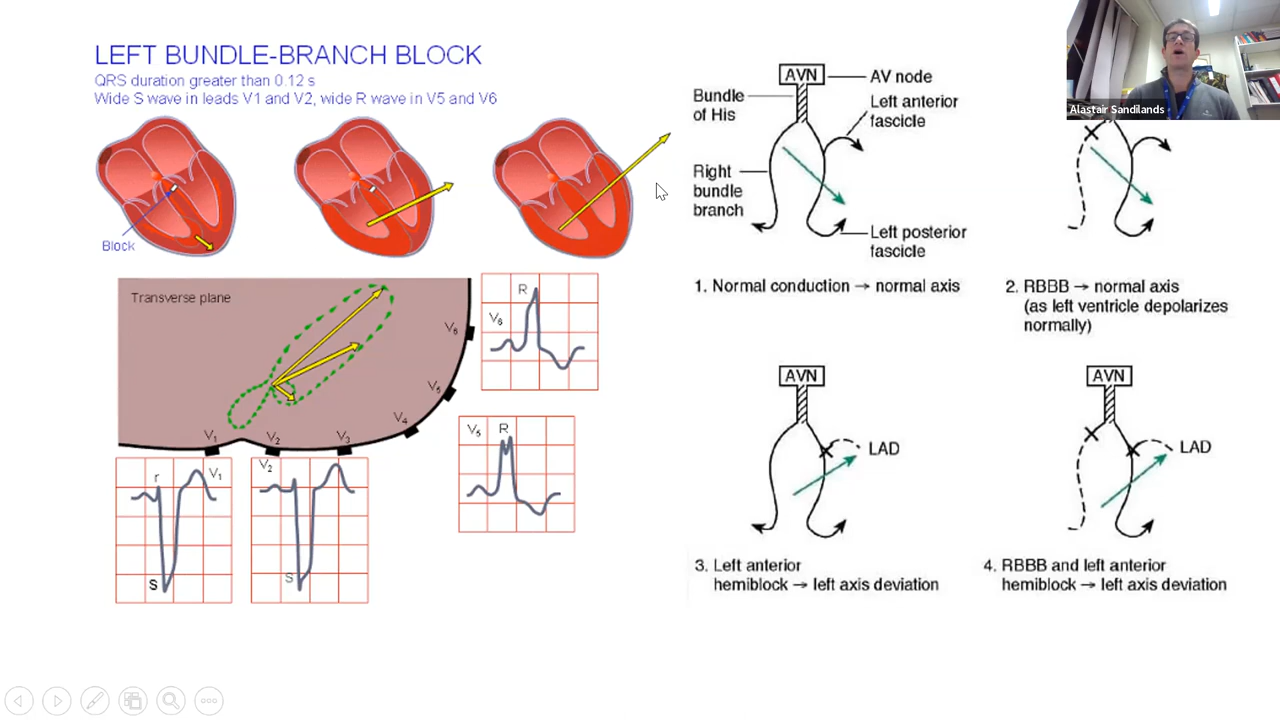 LEFT BUNDLE-BRANCH BLOCK
QRS duration greater than 0.12 s
Wide S wave in leads V1 and V2, wide R wave in V5 and V6
Block
Transverse plane
V6
V5
V4
V1
V2
V3
R
V6
V5
R
r
V1
S
V2
S
AVN
AV node
Bundle
of His
Left anterior
fascicle
Right
bundle
branch
Left posterior
fascicle
1. Normal conduction → normal axis
Alastair Sandilands
2. RBBB → normal axis
(as left ventricle depolarizes
normally)
AVN
LAD
3. Left anterior
hemiblock → left axis deviation
AVN
LAD
4. RBBB and left anterior
hemiblock → left axis deviation